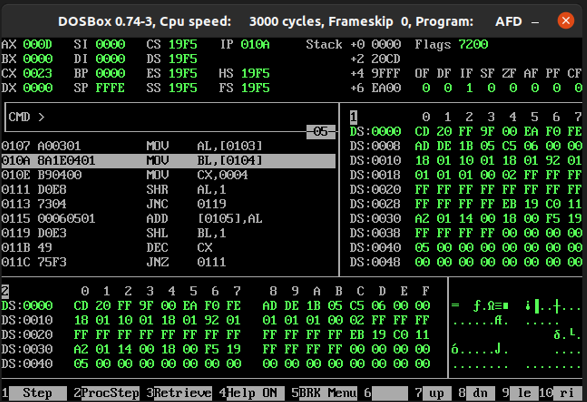 DOSBox 0.74-3, Cpu speed: 3000 cycles, Frameskip 0, Program: AFD
AX 000D SI 0000 CS 19F5 IP 010A Stack +0 0000 Flags 7200
BX 0000 DI 0000 DS 19F5 +2 20CD
CX 0023 BP 0000 ES 19F5 HS 19F5 +4 9FFF OF DF IF SF ZF AF PF CF
DX 0000 SP FFFE SS 19F5 FS 19F5 +6 EA00 0 0 1 0 0 0 0 0
CMD >
05
0107 A00301 MOV AL,[0103]
010A 8A1E0401 MOV BL,[0104]
010E B90400 MOV CX,0004
0111 D0E8 SHR AL,1
0113 7304 JNC 0119
0115 00060501 ADD [0105],AL
0119 D0E3 SHL BL,1
011B 49 DEC CX
011C 75F3 JNZ 0111
1 0 1 2 3 4 5 6 7
DS:0000 CD 20 FF 9F 00 EA F0 FE
DS:0008 AD DE 1B 05 C5 06 00 00
DS:0010 18 01 10 01 18 01 92 01
DS:0018 01 01 01 00 02 FF FF FF
DS:0020 FF FF FF FF FF FF FF FF
DS:0028 FF FF FF FF EB 19 C0 11
DS:0030 A2 01 14 00 18 00 F5 19
DS:0038 FF FF FF FF 00 00 00 00
DS:0040 05 00 00 00 00 00 00 00
DS:0048 00 00 00 00 00 00 00 00
2 0 1 2 3 4 5 6 7 8 9 A B C D E F
DS:0000 CD 20 FF 9F 00 EA F0 FE AD DE 1B 05 C5 06 00 00
DS:0010 18 01 10 01 18 01 92 01 01 01 01 00 02 FF FF FF
DS:0020 FF FF FF FF FF FF FF FF FF FF FF FF EB 19 C0 11
DS:0030 A2 01 14 00 18 00 F5 19 FF FF FF FF 00 00 00 00
DS:0040 05 00 00 00 00 00 00 00 00 00 00 00 00 00 00 00
1 Step 2 ProcStep 3 Retrieve 4 Help ON 5 BRK Menu 6 7 up 8 dn 9 le 10 ri